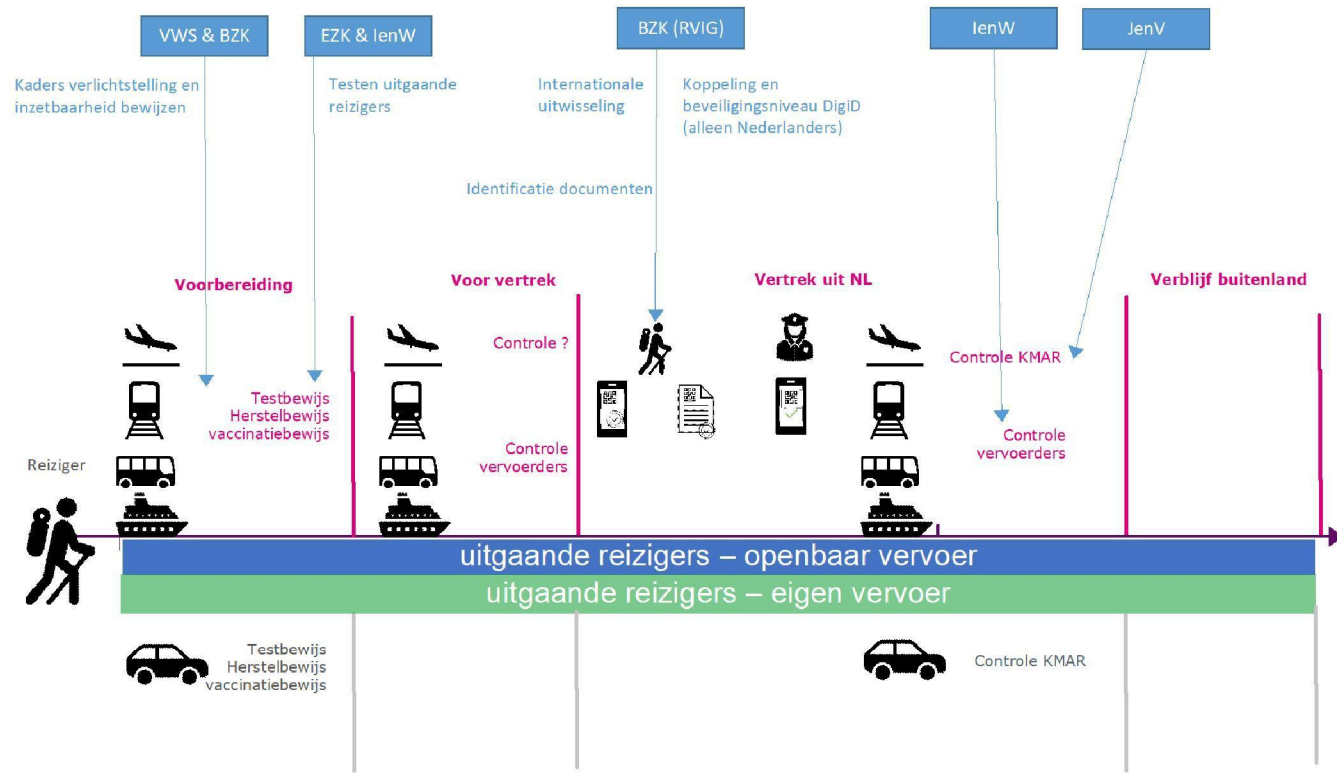 VWS & BZK
EZK & IenW
BZK (RVIG)
IenW
JenV
Kaders verlichtstelling en
inzetbaarheid bewijzen
Testen uitgaande
reizigers
Internationale
uitwisseling
Koppeling en
beveiligingsniveau DigiD
(alleen Nederlanders)
Identificatie documenten
Voorbereiding
Voor vertrek
Vertrek uit NL
Verblijf buitenland
Controle ?
Controle KMAR
Testbewijs
Herstelbewijs
vaccinatiebewijs
Controle
vervoerders
Controle
vervoerders
Reiziger
uitgaande reizigers – openbaar vervoer
uitgaande reizigers – eigen vervoer
Testbewijs
Herstelbewijs
vaccinatiebewijs
Controle KMAR